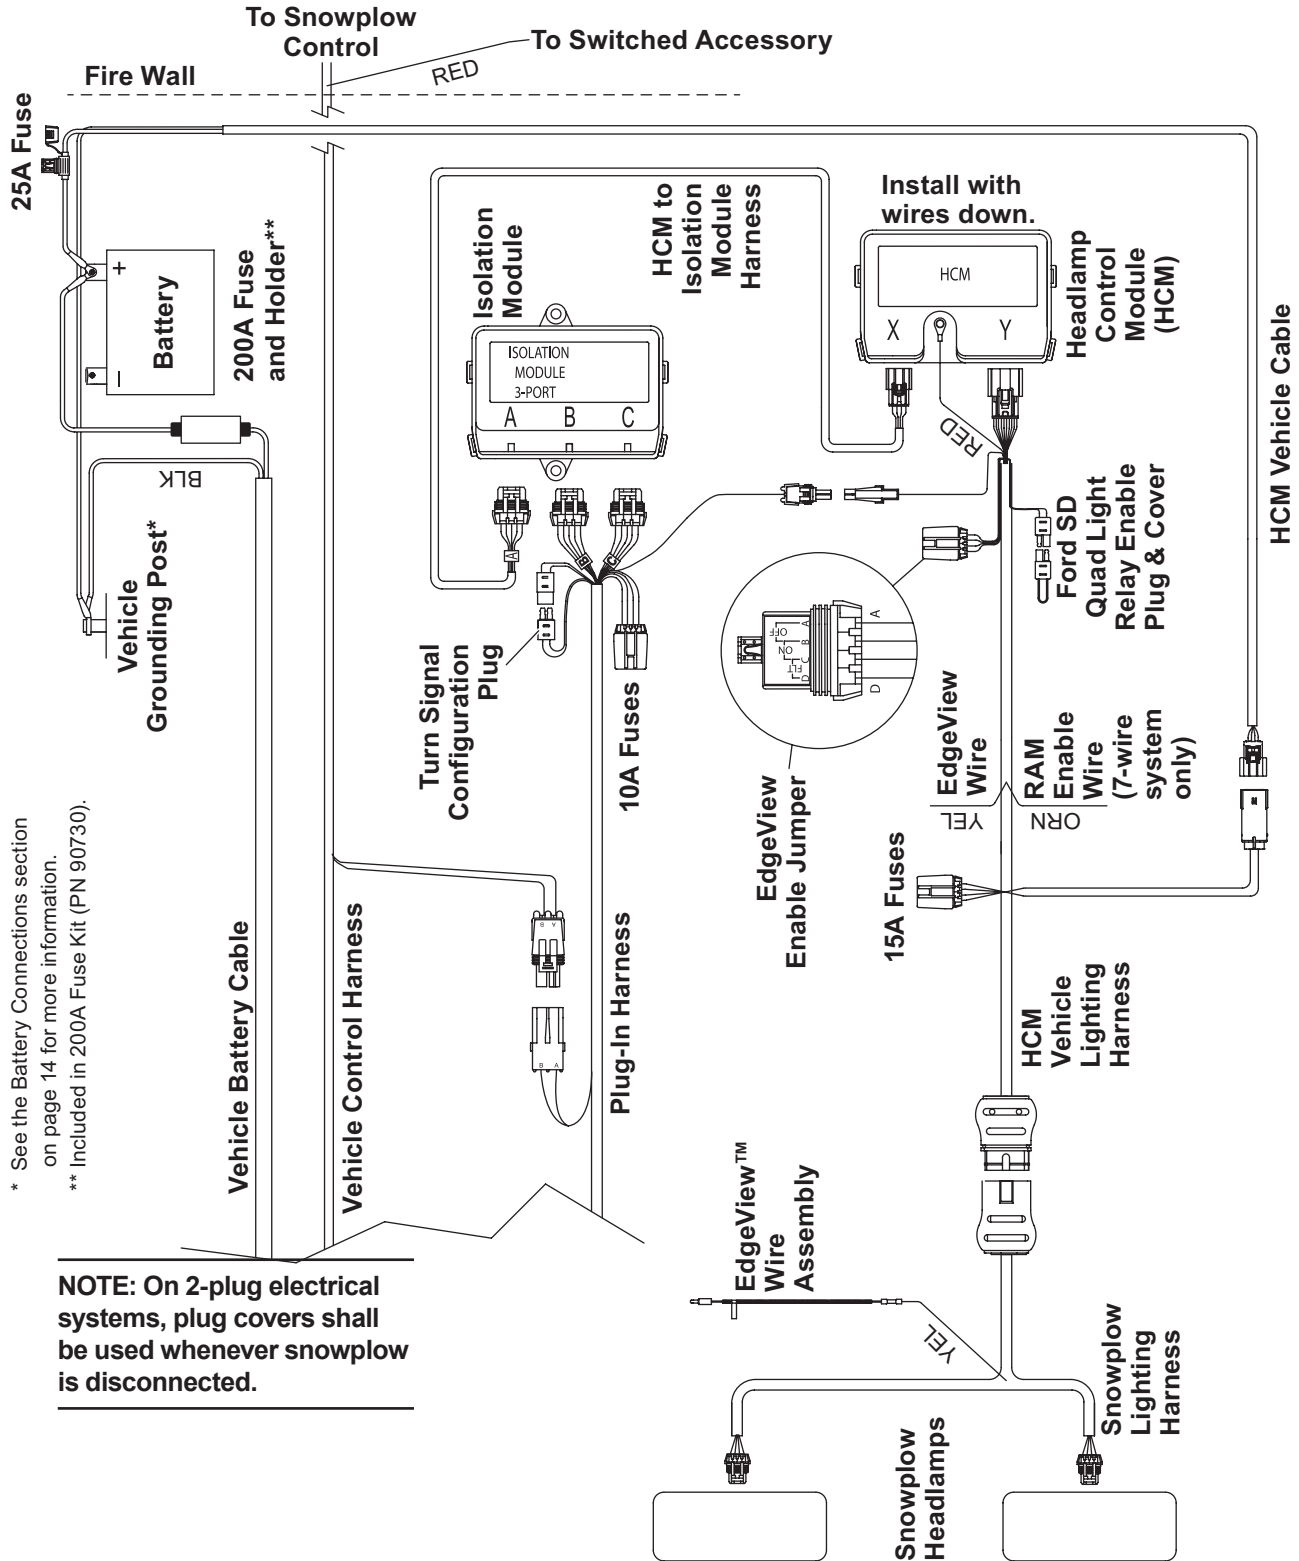 To Snowplow
Control
To Switched Accessory
RED
Fire Wall
25A Fuse
Battery
+
–
200A Fuse
and Holder**
BLK
Vehicle
Grounding Post*
Isolation
Module
ISOLATION
MODULE
3-PORT
A B C
HCM to
Isolation
Module
Harness
Install with
wires down.
HCM
X Y
Headlamp
Control
Module
(HCM)
RED
HCM Vehicle Cable
A
B
C
Turn Signal
Configuration
Plug
10A Fuses
Ford SD
Quad Light
Relay Enable
Plug & Cover
OFF
ON
FLT
A
B
C
D
A
D
EdgeView
Enable Jumper
EdgeView
Wire
YEL
RAM
Enable
Wire
(7-wire
system
only)
ORN
15A Fuses
* See the Battery Connections section
on page 14 for more information.
** Included in 200A Fuse Kit (PN 90730).
Vehicle Battery Cable
Vehicle Control Harness
B A
B A
Plug-In Harness
HCM
Vehicle
Lighting
Harness
NOTE: On 2-plug electrical
systems, plug covers shall
be used whenever snowplow
is disconnected.
EdgeView™
Wire
Assembly
YEL
Snowplow
Headlamps
Snowplow
Lighting
Harness